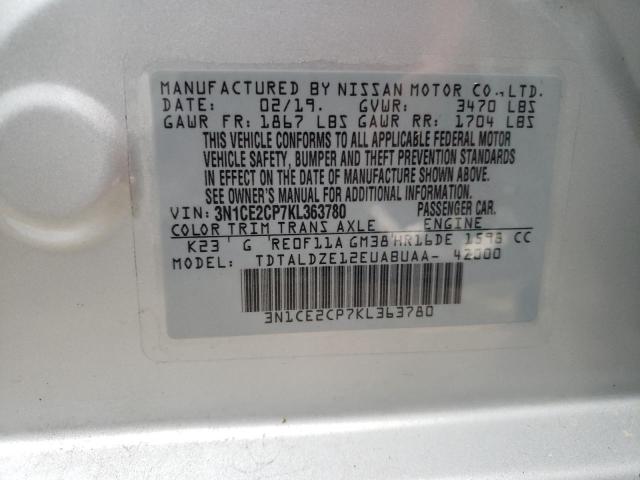 MANUFACTURED BY NISSAN MOTOR CO.,LTD.
DATE: 02/19. GVWR: 3470 LBS
GAWR FR: 1867 LBS GAWR RR: 1704 LBS
THIS VEHICLE CONFORMS TO ALL APPLICABLE FEDERAL MOTOR
VEHICLE SAFETY, BUMPER AND THEFT PREVENTION STANDARDS
IN EFFECT ON THE DATE OF MANUFACTURE SHOWN ABOVE.
SEE OWNER'S MANUAL FOR ADDITIONAL INFORMATION.
VIN: 3N1CE2CP7KL363780 PASSENGER CAR.
COLOR TRIM TRANS AXLE ENGINE
K23 G RE0F11A GM38 HR16DE 1598 CC
MODEL: TDTALDZE12EUABUAA- 42000
3N1CE2CP7KL363780